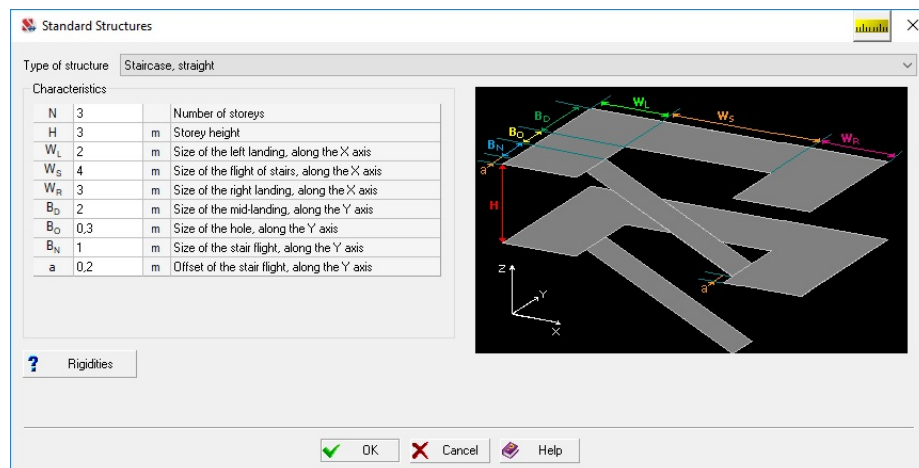 Standard Structures
Type of structure Staircase, straight
Characteristics
N 3 Number of storeys
H 3 m Storey height
WL 2 m Size of the left landing, along the X axis
WS 4 m Size of the flight of stairs, along the X axis
WR 3 m Size of the right landing, along the X axis
BD 2 m Size of the mid-landing, along the Y axis
BO 0,3 m Size of the hole, along the Y axis
BN 1 m Size of the stair flight, along the Y axis
a 0,2 m Offset of the stair flight, along the Y axis
WL
WS
WR
BD
BO
BN
a
H
a
Z
Y
X
? Rigidities
OK Cancel Help